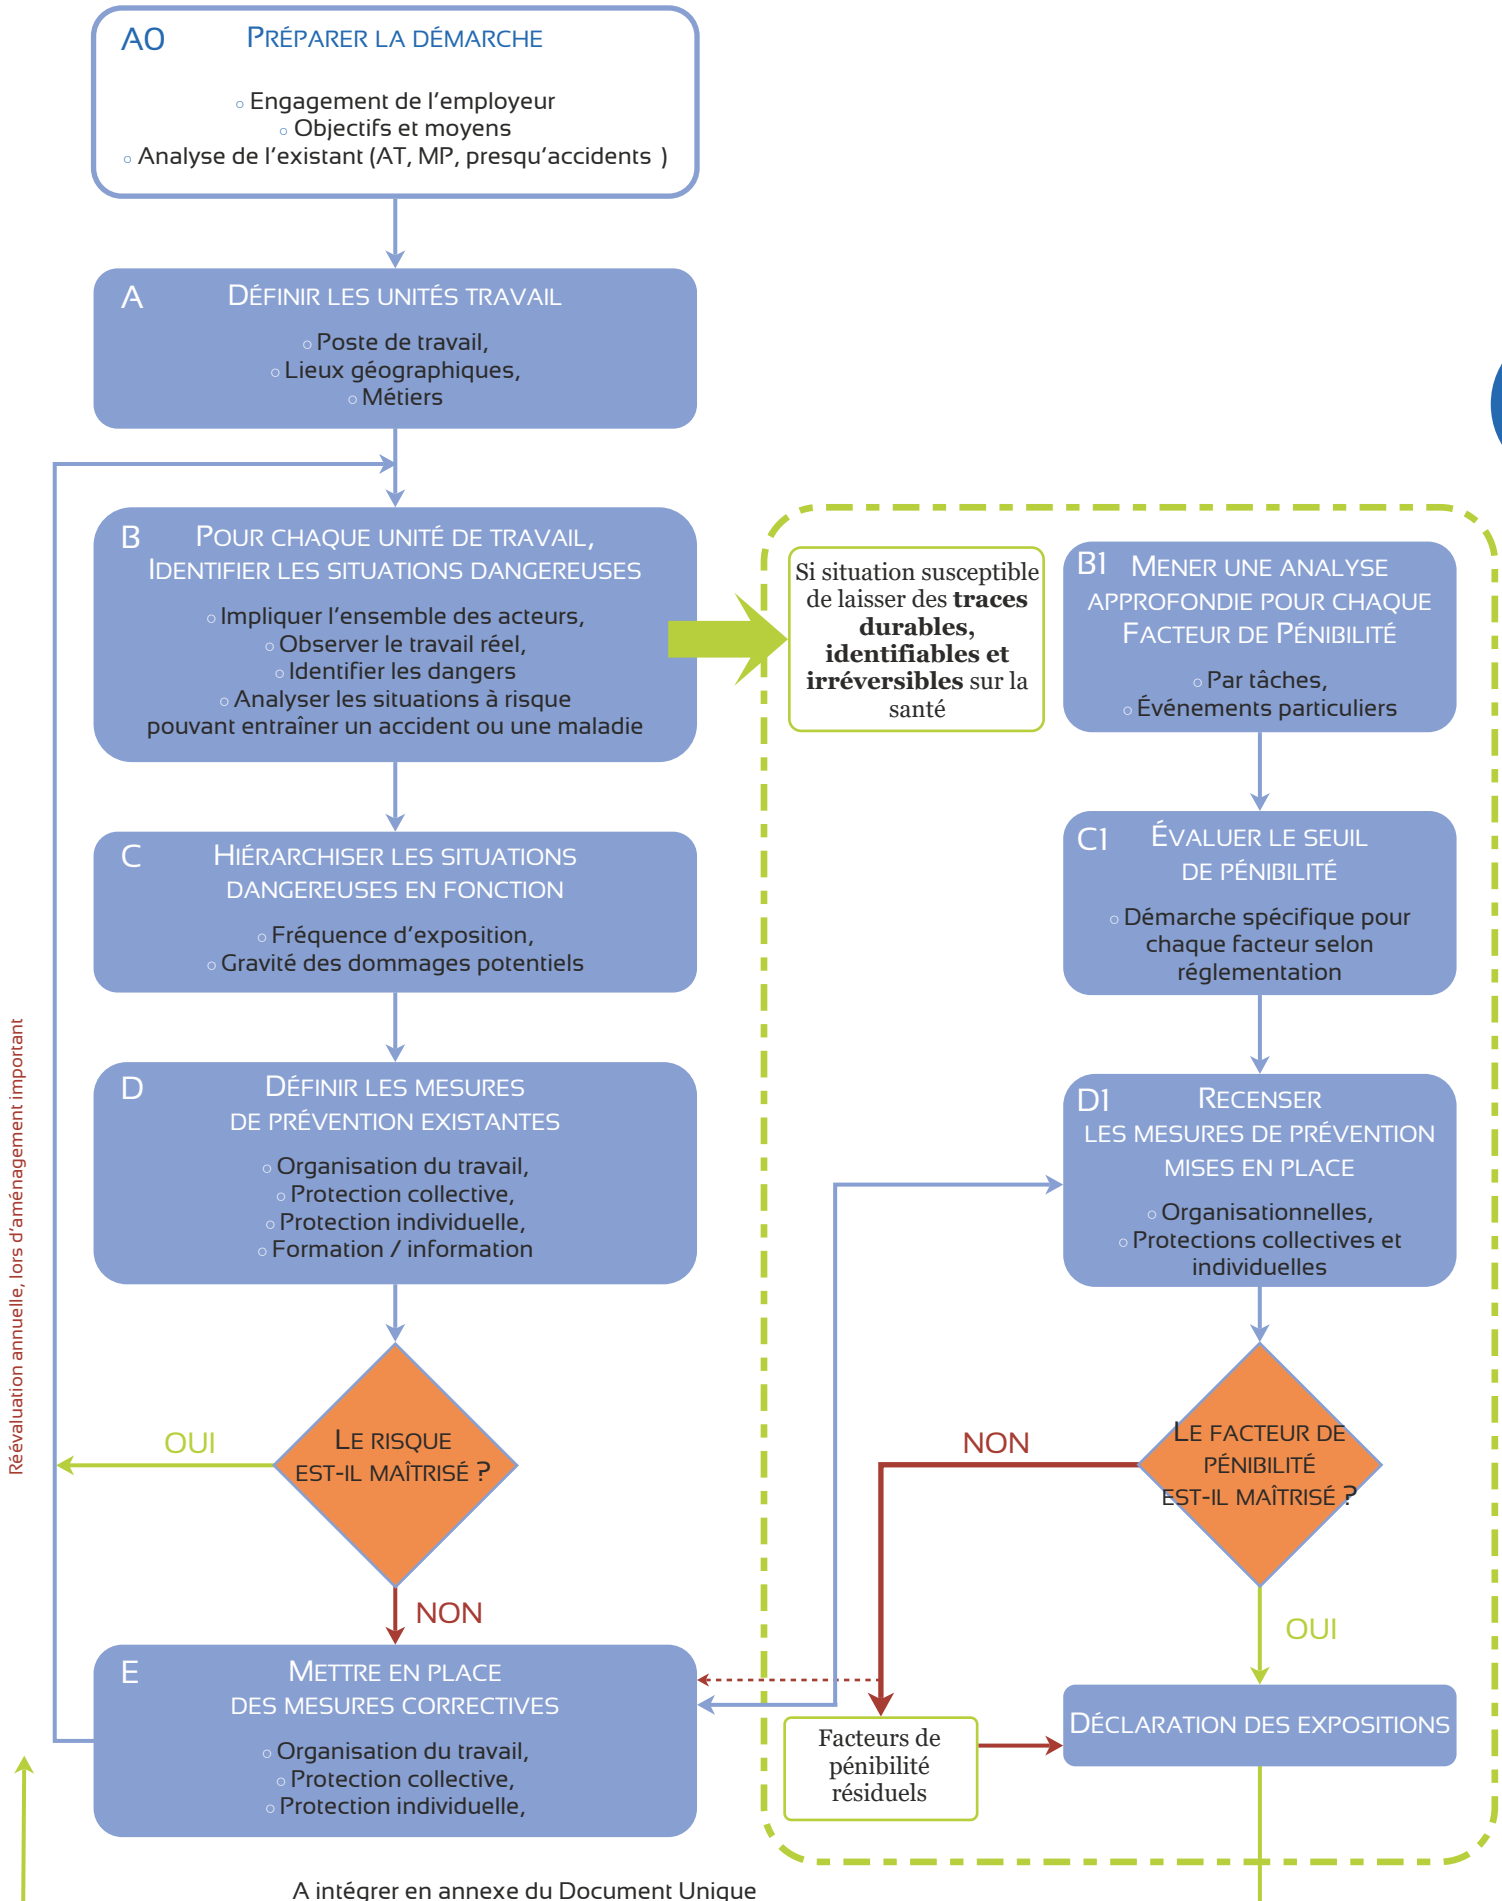 A0 PRÉPARER LA DÉMARCHE
○ Engagement de l'employeur
○ Objectifs et moyens
○ Analyse de l'existant (AT, MP, presqu'accidents )
A DÉFINIR LES UNITÉS TRAVAIL
○ Poste de travail,
○ Lieux géographiques,
○ Métiers
B POUR CHAQUE UNITÉ DE TRAVAIL,
IDENTIFIER LES SITUATIONS DANGEREUSES
○ Impliquer l'ensemble des acteurs,
○ Observer le travail réel,
○ Identifier les dangers
○ Analyser les situations à risque
pouvant entraîner un accident ou une maladie
C HIÉRARCHISER LES SITUATIONS
DANGEREUSES EN FONCTION
○ Fréquence d'exposition,
○ Gravité des dommages potentiels
D DÉFINIR LES MESURES
DE PRÉVENTION EXISTANTES
○ Organisation du travail,
○ Protection collective,
○ Protection individuelle,
○ Formation / information
LE RISQUE
EST-IL MAÎTRISÉ ?
OUI
NON
E METTRE EN PLACE
DES MESURES CORRECTIVES
○ Organisation du travail,
○ Protection collective,
○ Protection individuelle,
Réévaluation annuelle, lors d'aménagement important
Si situation susceptible
de laisser des traces
durables,
identifiables et
irréversibles sur la
santé
B1 MENER UNE ANALYSE
APPROFONDIE POUR CHAQUE
FACTEUR DE PÉNIBILITÉ
○ Par tâches,
○ Événements particuliers
C1 ÉVALUER LE SEUIL
DE PÉNIBILITÉ
○ Démarche spécifique pour
chaque facteur selon
réglementation
D1 RECENSER
LES MESURES DE PRÉVENTION
MISES EN PLACE
○ Organisationnelles,
○ Protections collectives et
individuelles
LE FACTEUR DE
PÉNIBILITÉ
EST-IL MAÎTRISÉ ?
NON
OUI
Facteurs de
pénibilité
résiduels
DÉCLARATION DES EXPOSITIONS
A intégrer en annexe du Document Unique